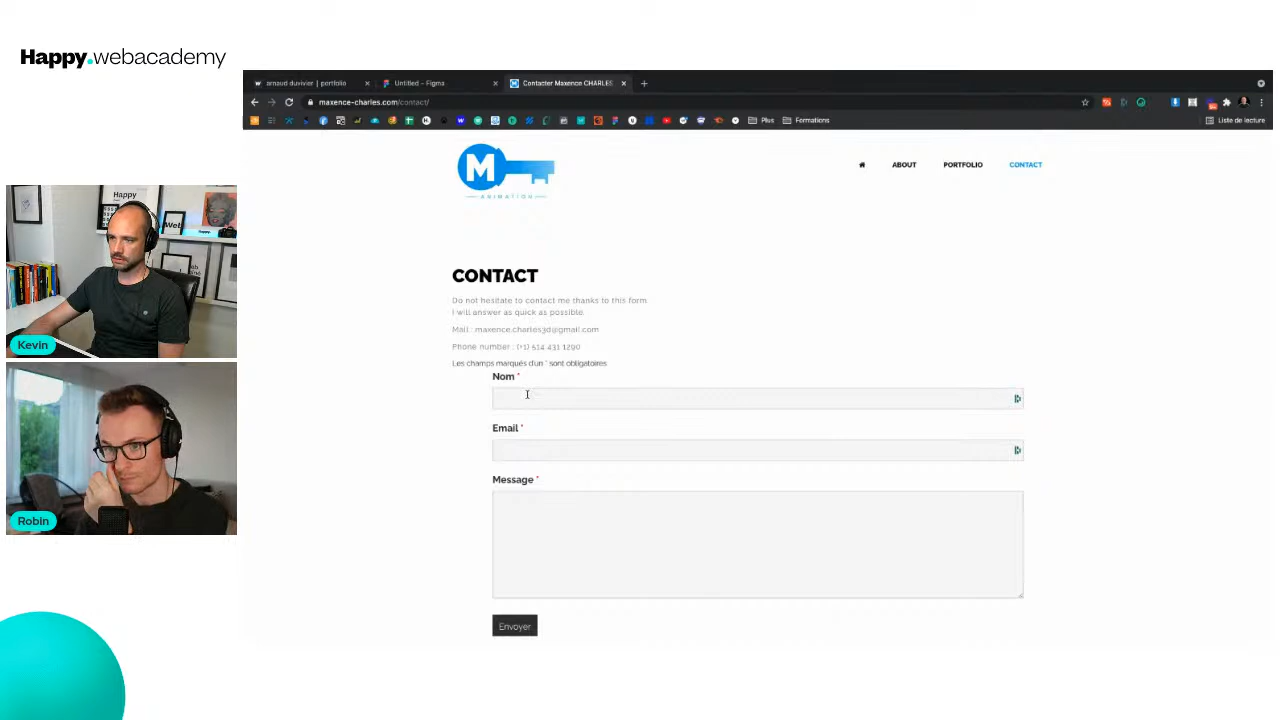 Happy.webacademy
arnaud duvivier | portfolio
Untitled – Figma
Contacter Maxence CHARLES
maxence-charles.com/contact/
Plus
Formations
Liste de lecture
M
ANIMATION
ABOUT
PORTFOLIO
CONTACT
CONTACT
Do not hesitate to contact me thanks to this form
I will answer as quick as possible.
Mail : maxence.charles3d@gmail.com
Phone number : (+1) 514 431 1290
Les champs marqués d'un * sont obligatoires
Nom *
Email *
Message *
Envoyer
Happy
Kevin
Robin